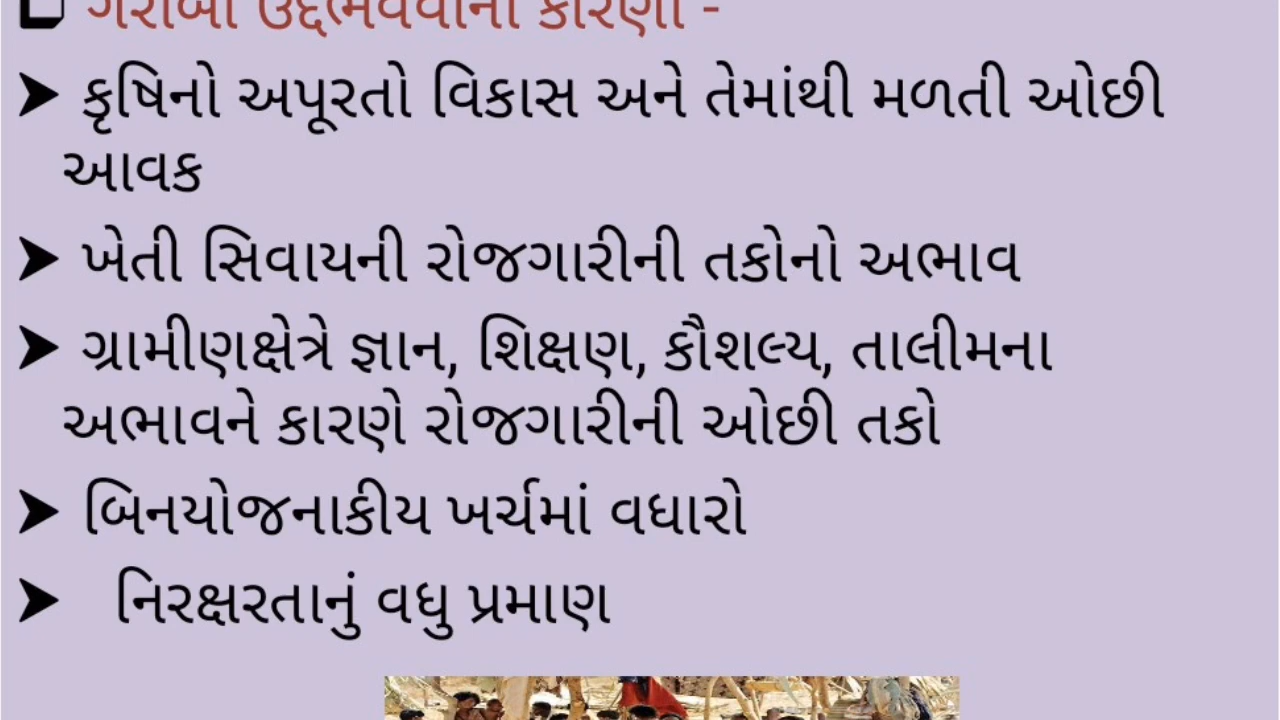 ગરીબી ઉદ્દભવવાના કારણો -
➤ કૃષિનો અપૂરતો વિકાસ અને તેમાંથી મળતી ઓછી
આવક
➤ ખેતી સિવાયની રોજગારીની તકોનો અભાવ
➤ ગ્રામીણક્ષેત્રે જ્ઞાન, શિક્ષણ, કૌશલ્ય, તાલીમના
અભાવને કારણે રોજગારીની ઓછી તકો
➤ બિનયોજનાકીય ખર્ચમાં વધારો
➤ નિરક્ષરતાનું વધુ પ્રમાણ